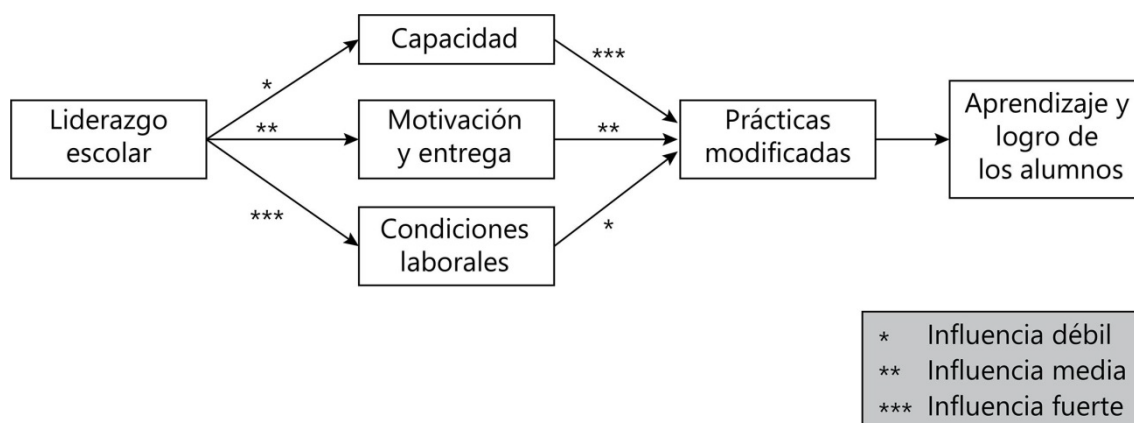 Liderazgo
escolar
*
**
***
Capacidad
Motivación
y entrega
Condiciones
laborales
***
**
*
Prácticas
modificadas
Aprendizaje y
logro de
los alumnos
* Influencia débil
** Influencia media
*** Influencia fuerte